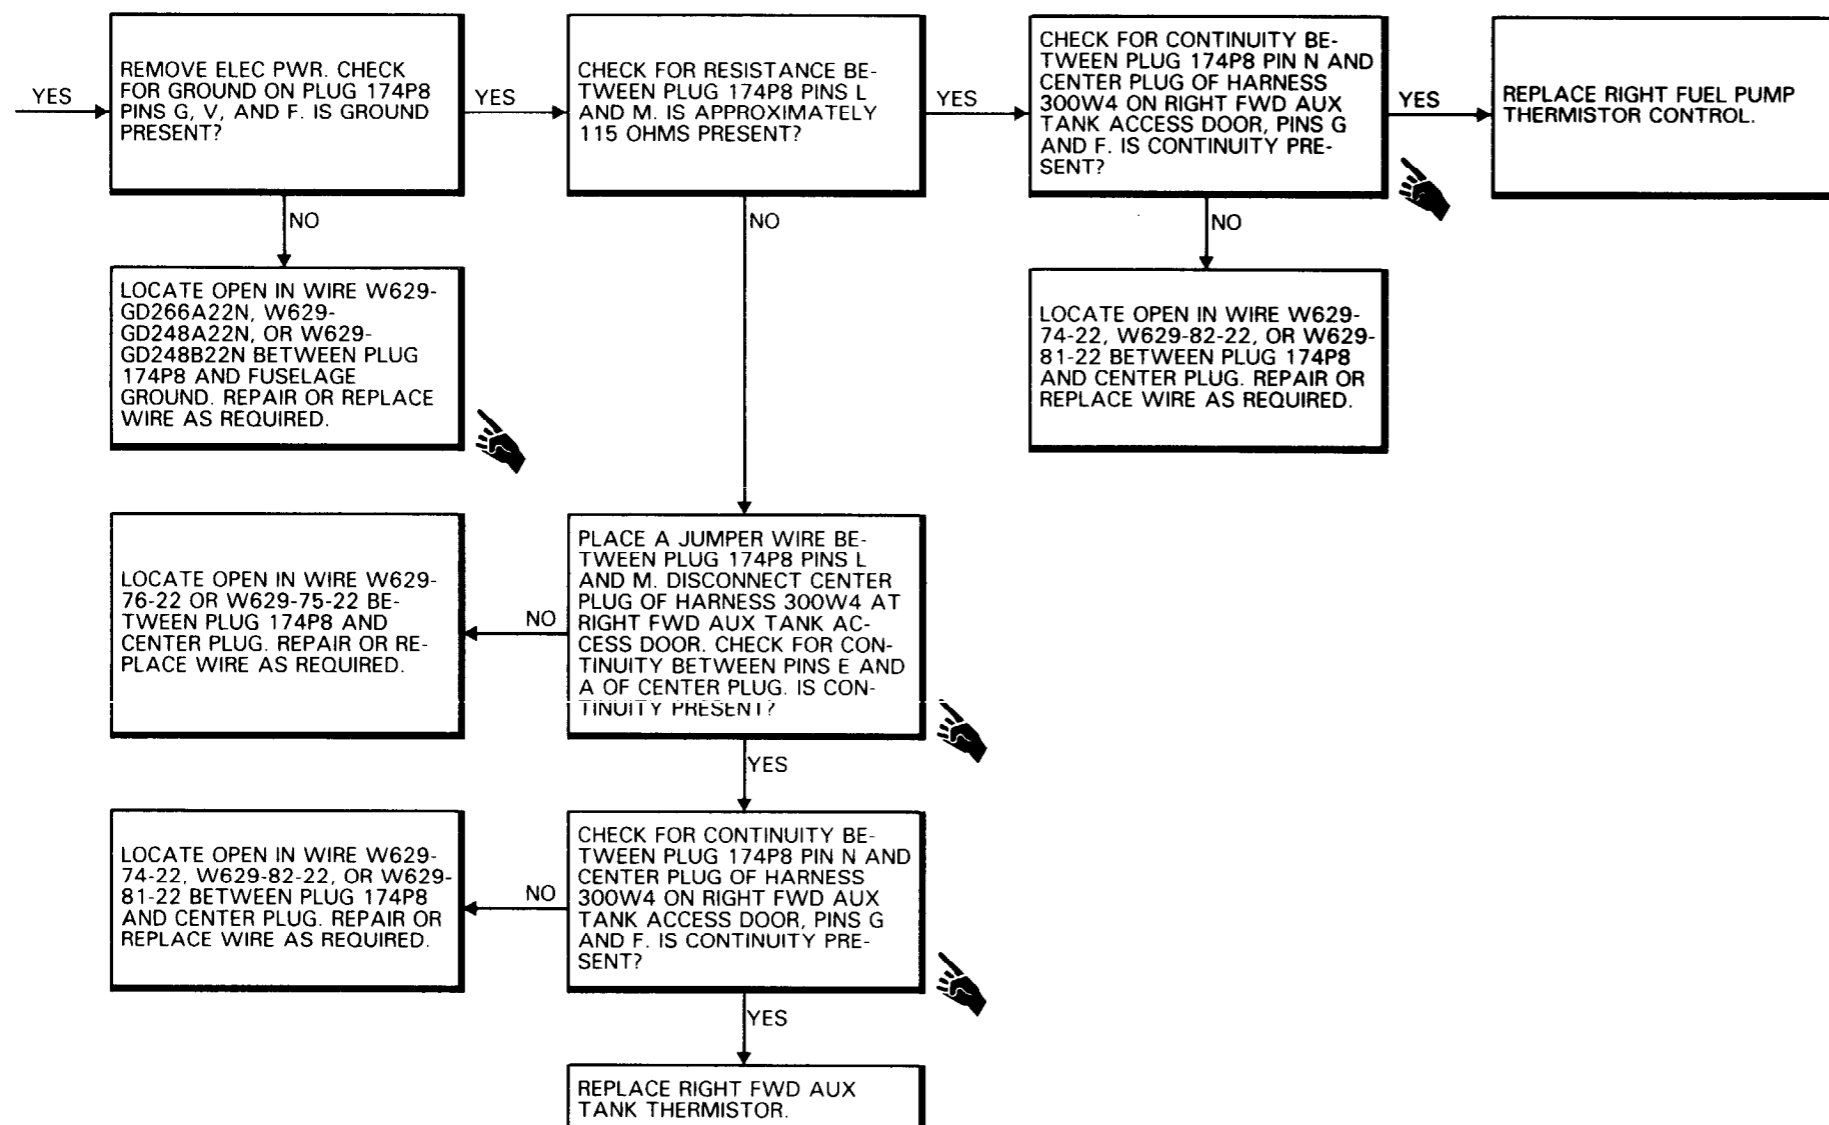 YES
REMOVE ELEC PWR. CHECK
FOR GROUND ON PLUG 174P8
PINS G, V, AND F. IS GROUND
PRESENT?
YES
CHECK FOR RESISTANCE BE-
TWEEN PLUG 174P8 PINS L
AND M. IS APPROXIMATELY
115 OHMS PRESENT?
YES
CHECK FOR CONTINUITY BE-
TWEEN PLUG 174P8 PIN N AND
CENTER PLUG OF HARNESS
300W4 ON RIGHT FWD AUX
TANK ACCESS DOOR, PINS G
AND F. IS CONTINUITY PRE-
SENT?
YES
REPLACE RIGHT FUEL PUMP
THERMISTOR CONTROL.
NO
NO
NO
LOCATE OPEN IN WIRE W629-
GD266A22N, W629-
GD248A22N, OR W629-
GD248B22N BETWEEN PLUG
174P8 AND FUSELAGE
GROUND. REPAIR OR REPLACE
WIRE AS REQUIRED.
LOCATE OPEN IN WIRE W629-
74-22, W629-82-22, OR W629-
81-22 BETWEEN PLUG 174P8
AND CENTER PLUG. REPAIR OR
REPLACE WIRE AS REQUIRED.
PLACE A JUMPER WIRE BE-
TWEEN PLUG 174P8 PINS L
AND M. DISCONNECT CENTER
PLUG OF HARNESS 300W4 AT
RIGHT FWD AUX TANK AC-
CESS DOOR. CHECK FOR CON-
TINUITY BETWEEN PINS E AND
A OF CENTER PLUG. IS CON-
TINUITY PRESENT?
NO
LOCATE OPEN IN WIRE W629-
76-22 OR W629-75-22 BE-
TWEEN PLUG 174P8 AND
CENTER PLUG. REPAIR OR RE-
PLACE WIRE AS REQUIRED.
YES
CHECK FOR CONTINUITY BE-
TWEEN PLUG 174P8 PIN N AND
CENTER PLUG OF HARNESS
300W4 ON RIGHT FWD AUX
TANK ACCESS DOOR, PINS G
AND F. IS CONTINUITY PRE-
SENT?
NO
LOCATE OPEN IN WIRE W629-
74-22, W629-82-22, OR W629-
81-22 BETWEEN PLUG 174P8
AND CENTER PLUG. REPAIR OR
REPLACE WIRE AS REQUIRED.
YES
REPLACE RIGHT FWD AUX
TANK THERMISTOR.